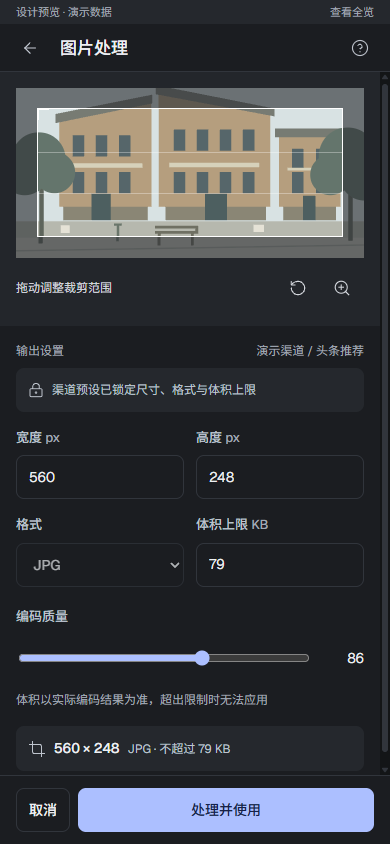 设计预览 · 演示数据 查看全览
图片处理
拖动调整裁剪范围
输出设置 演示渠道 / 头条推荐
渠道预设已锁定尺寸、格式与体积上限
宽度 px 高度 px
560 248
格式 体积上限 KB
JPG 79
编码质量
86
体积以实际编码结果为准，超出限制时无法应用
560 × 248 JPG · 不超过 79 KB
取消 处理并使用